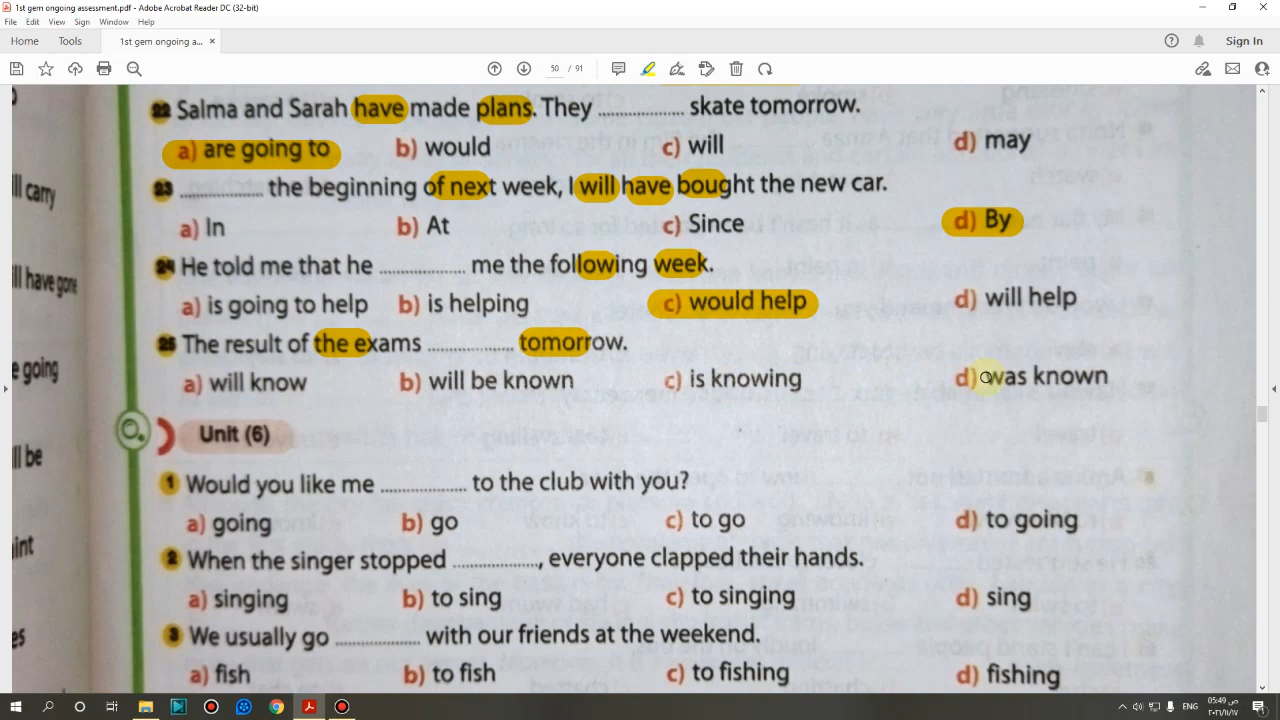 1st gem ongoing assessment.pdf - Adobe Acrobat Reader DC (32-bit)
File Edit View Sign Window Help
Home Tools 1st gem ongoing a... ×
Sign In
50 / 91
22 Salma and Sarah have made plans. They ............... skate tomorrow.
a) are going to b) would c) will d) may
23 ............... the beginning of next week, I will have bought the new car.
a) In b) At c) Since d) By
24 He told me that he ............... me the following week.
a) is going to help b) is helping c) would help d) will help
25 The result of the exams ............... tomorrow.
a) will know b) will be known c) is knowing d) was known
Unit (6)
1 Would you like me ............... to the club with you?
a) going b) go c) to go d) to going
2 When the singer stopped ..............., everyone clapped their hands.
a) singing b) to sing c) to singing d) sing
3 We usually go ............... with our friends at the weekend.
a) fish b) to fish c) to fishing d) fishing
ll carry
ll have gone
e going
ll be
int
es
ENG
05:49 ص